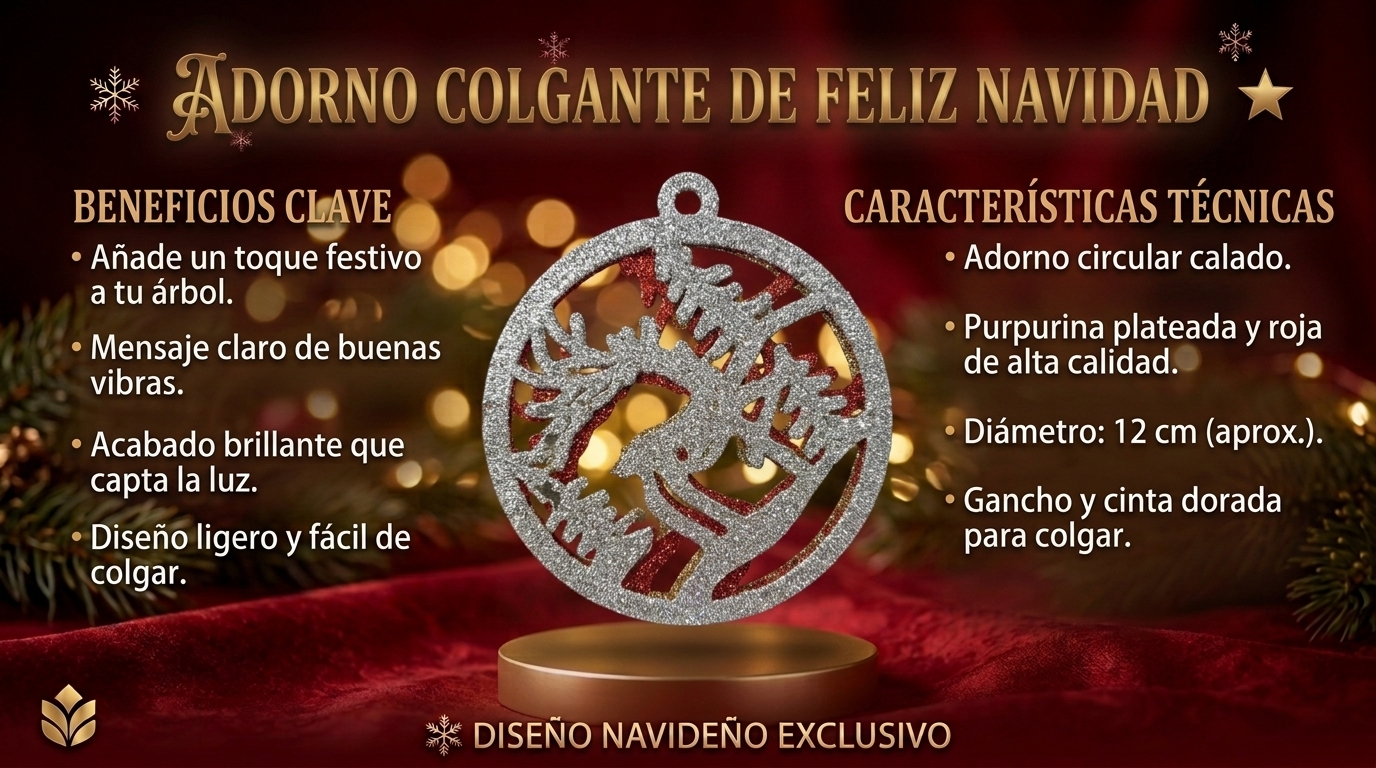 ADORNO COLGANTE DE FELIZ NAVIDAD
BENEFICIOS CLAVE
• Añade un toque festivo
a tu árbol.
• Mensaje claro de buenas
vibras.
• Acabado brillante que
capta la luz.
• Diseño ligero y fácil de
colgar.
CARACTERÍSTICAS TÉCNICAS
• Adorno circular calado.
• Purpurina plateada y roja
de alta calidad.
• Diámetro: 12 cm (aprox.).
• Gancho y cinta dorada
para colgar.
DISEÑO NAVIDEÑO EXCLUSIVO